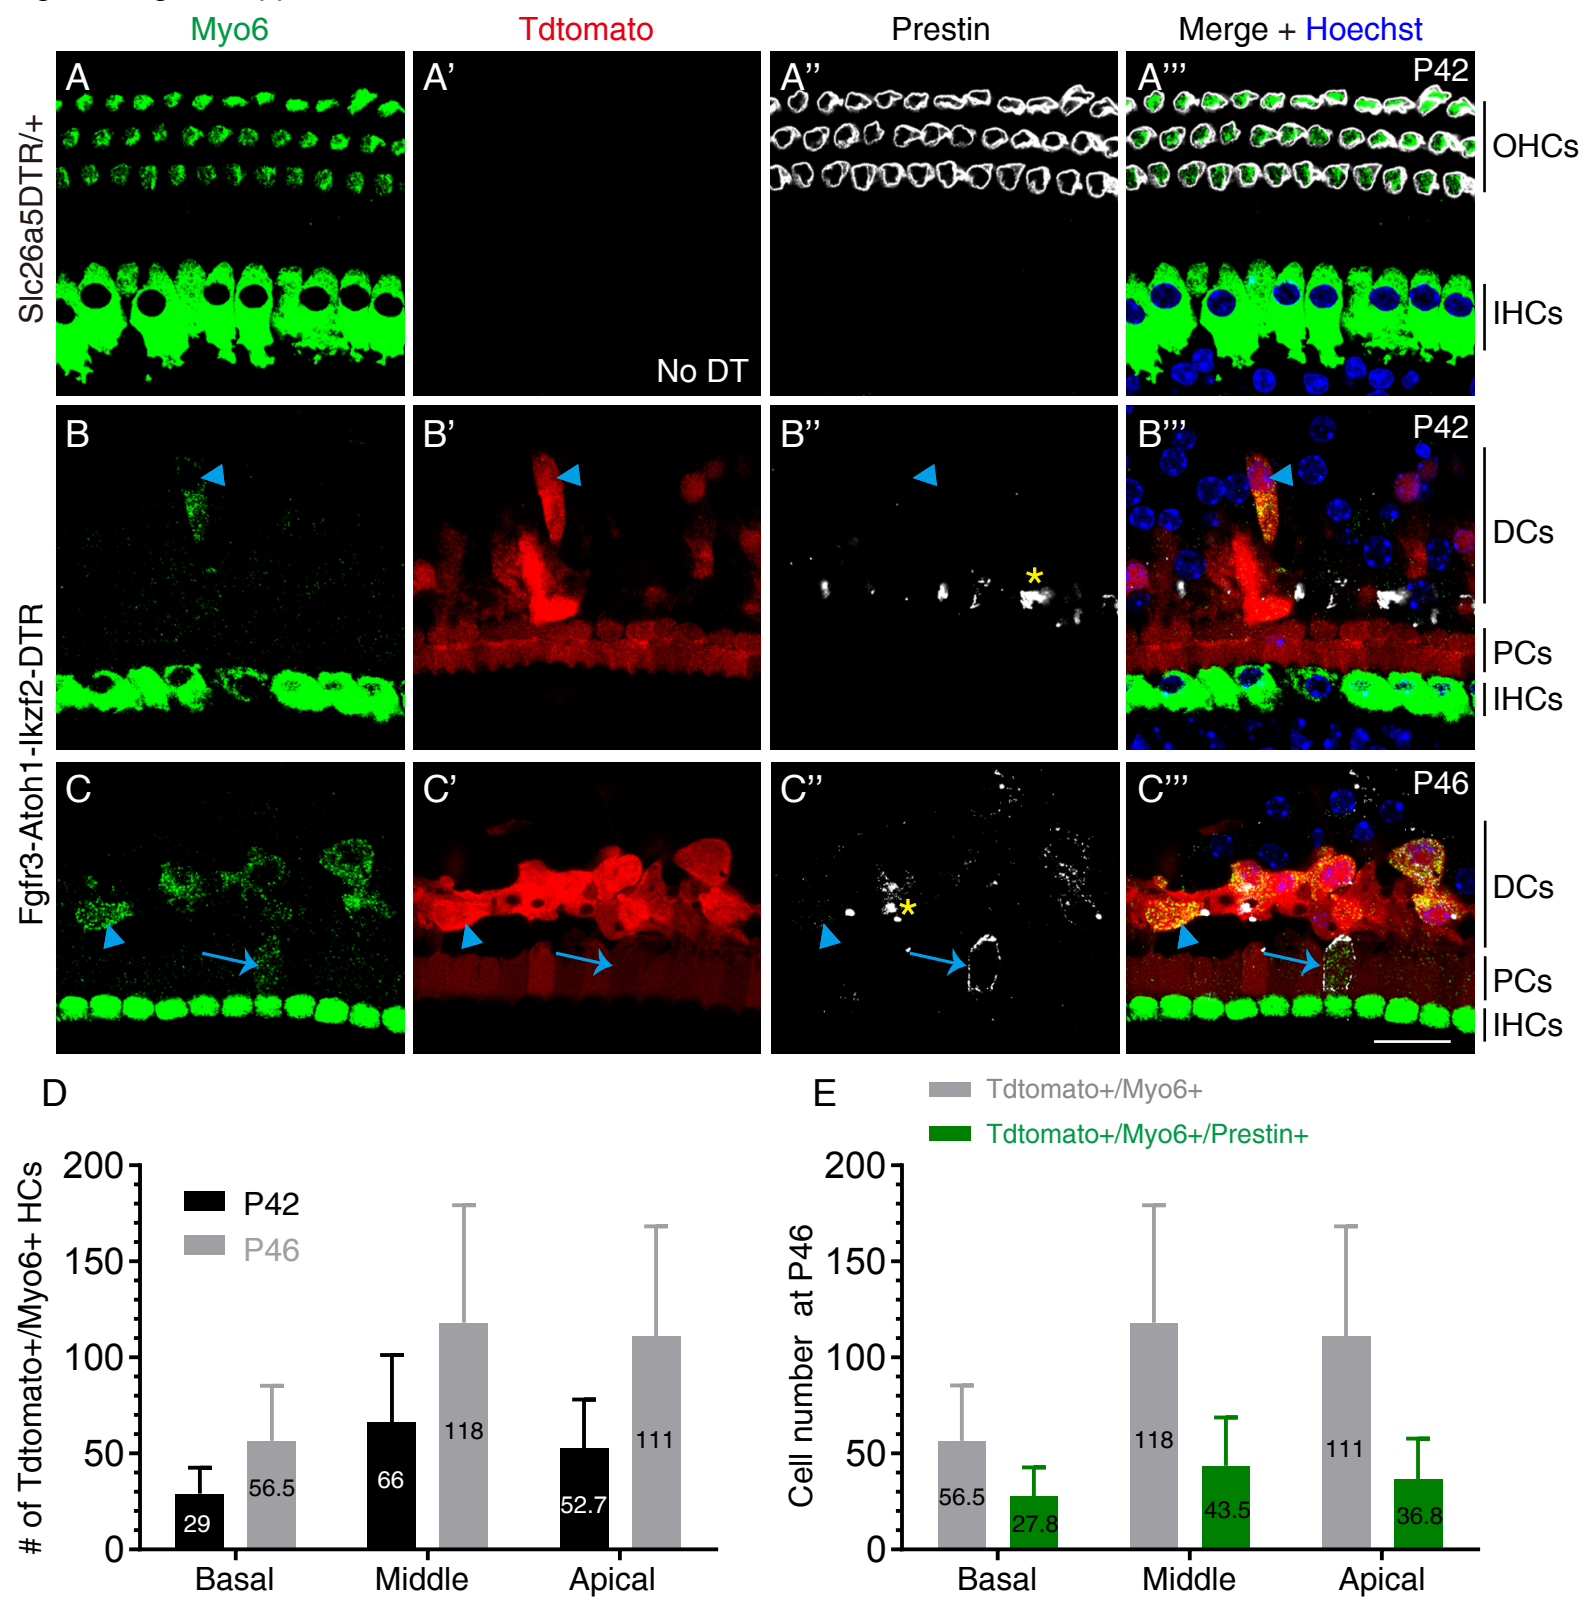 Myo6 Tdtomato Prestin Merge + Hoechst
Slc26a5DTR/+
A A’ A’’ A’’’ P42
No DT
OHCs
IHCs
Fgfr3-Atoh1-Ikzf2-DTR
B B’ B’’ B’’’ P42
*
DCs
PCs
IHCs
C C’ C’’ C’’’ P46
*
DCs
PCs
IHCs
D
# of Tdtomato+/Myo6+ HCs
200
150
100
50
0
P42
P46
29
56.5
66
118
52.7
111
Basal Middle Apical
E
Tdtomato+/Myo6+
Tdtomato+/Myo6+/Prestin+
Cell number at P46
200
150
100
50
0
56.5
27.8
118
43.5
111
36.8
Basal Middle Apical